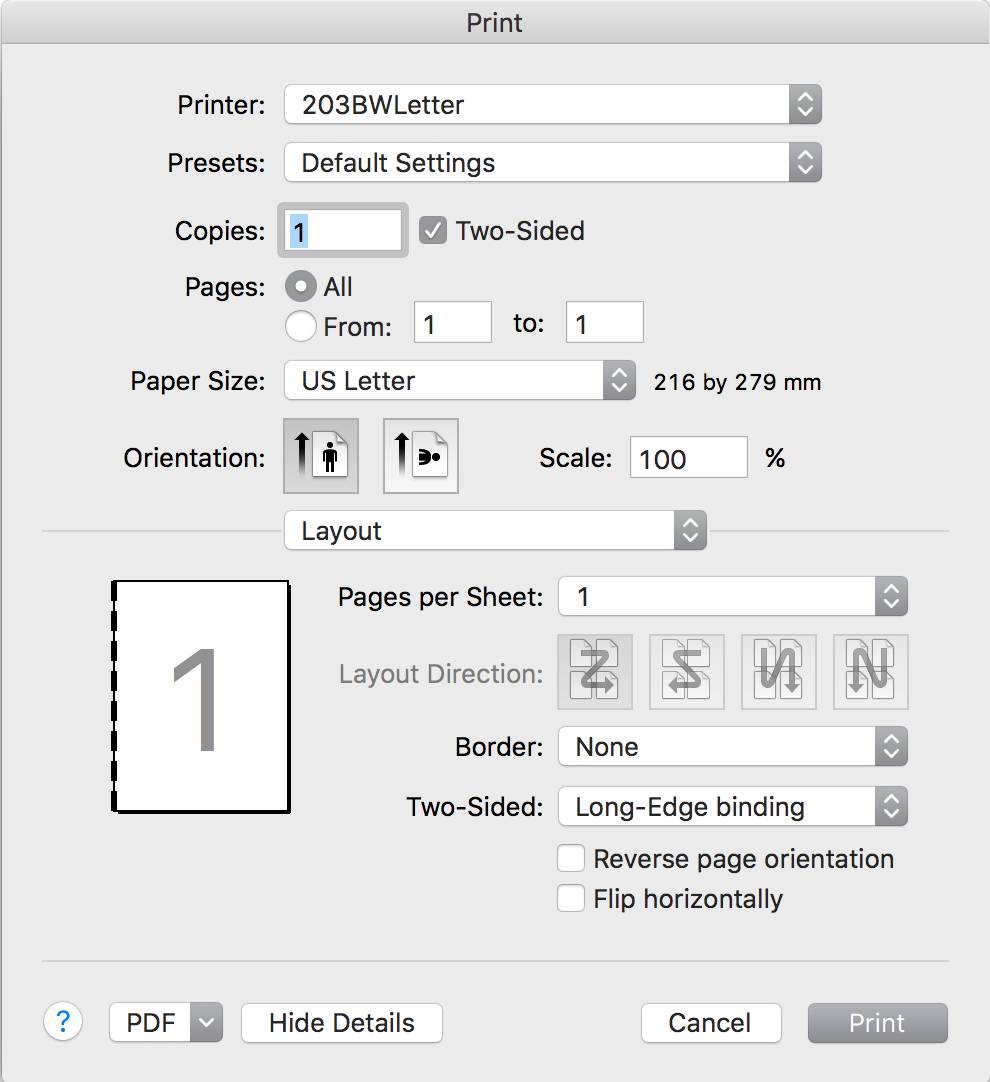 Print
Printer: 203BWLetter
Presets: Default Settings
Copies: 1 Two-Sided
Pages: All
From: 1 to: 1
Paper Size: US Letter 216 by 279 mm
Orientation: Scale: 100 %
Layout
1
Pages per Sheet: 1
Layout Direction:
Border: None
Two-Sided: Long-Edge binding
Reverse page orientation
Flip horizontally
? PDF Hide Details Cancel Print